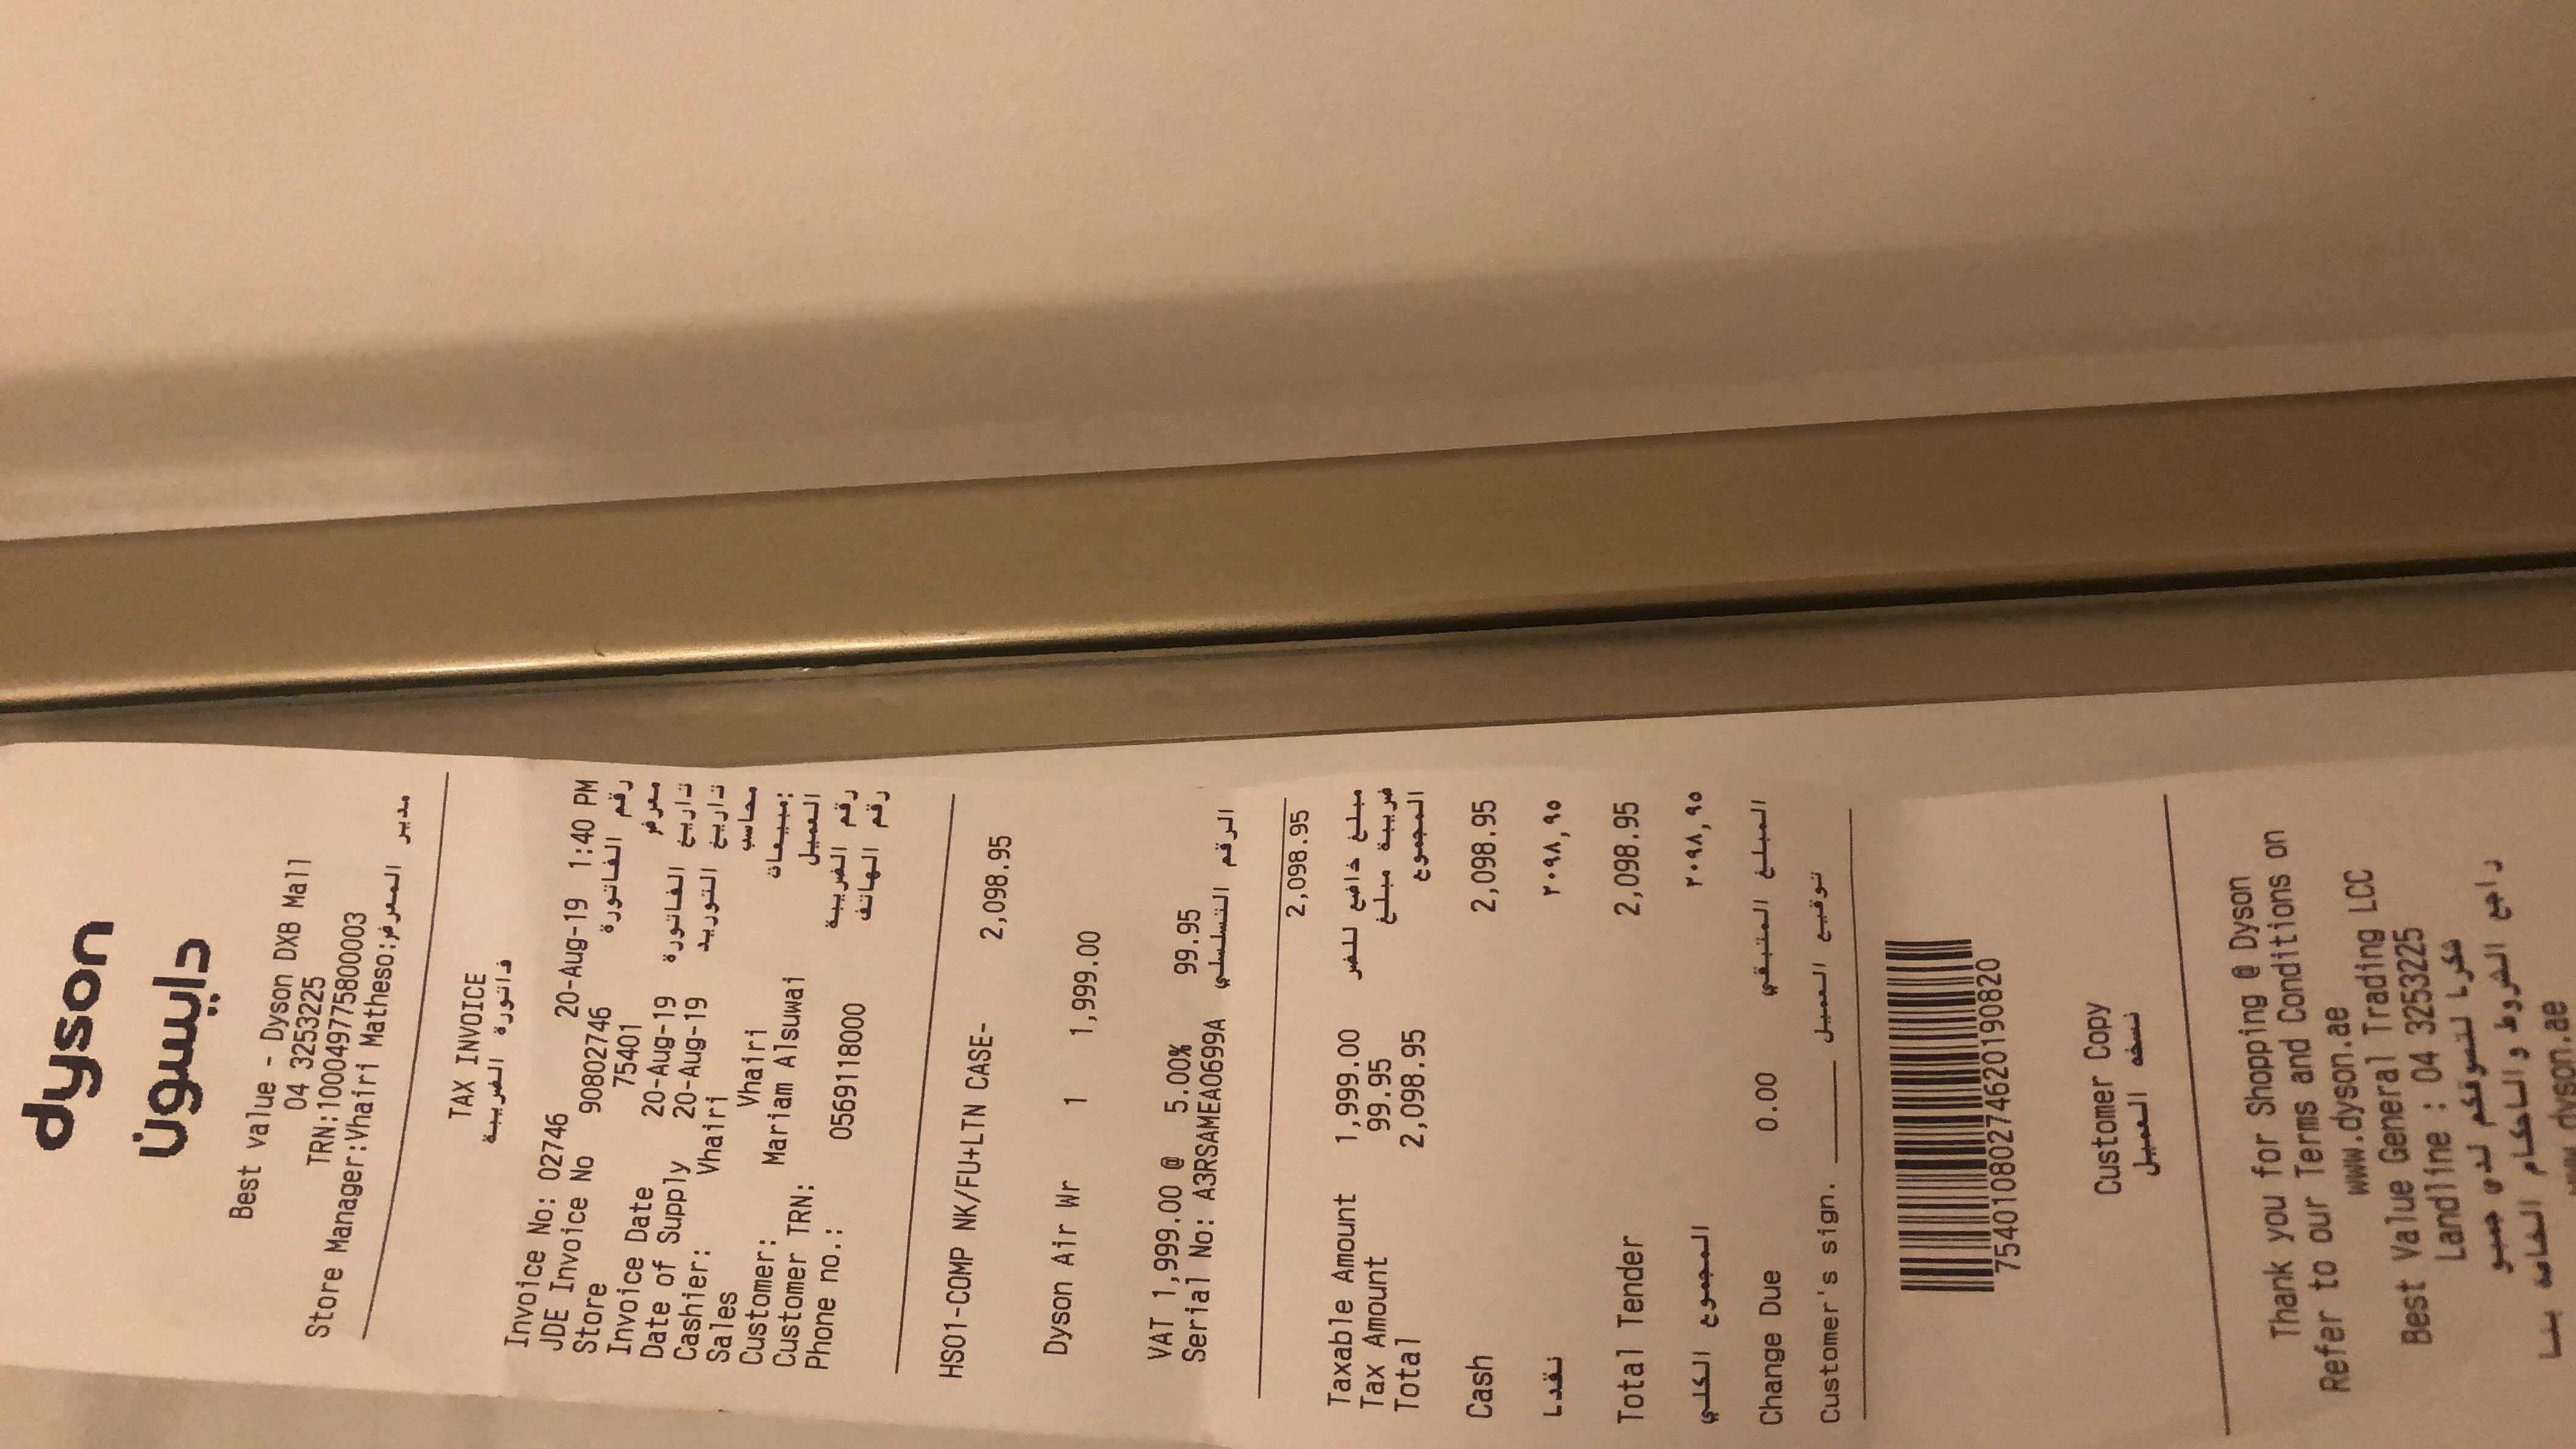 dyson
دايسون
Best value - Dyson DXB Mall
04 3253225
TRN:100049775800003
Store Manager:Vhairi Matheso:مدير المعرض
TAX INVOICE
فاتورة الضريبة
Invoice No: 02746 20-Aug-19 1:40 PM
JDE Invoice No 90802746 رقم الفاتورة
Store 75401 معرض
Invoice Date 20-Aug-19 تاريخ الفاتورة
Date of Supply 20-Aug-19 تاريخ التوريد
Cashier: Vhairi محاسب
Sales Vhairi مبيعات:
Customer: Mariam Alsuwai العميل
Customer TRN: رقم الضريبة
Phone no.: 0569118000 رقم الهاتف
HS01-COMP NK/FU+LTN CASE- 2,098.95
Dyson Air Wr 1 1,999.00
VAT 1,999.00 @ 5.00% 99.95
Serial No: A3RSAMEA0699A الرقم التسلسلي
2,098.95
Taxable Amount 1,999.00 مبلغ خاضع للضر
Tax Amount 99.95 ضريبة مبلغ
Total 2,098.95 المجموع
Cash 2,098.95
نقدا ٢٠٩٨,٩٥
Total Tender 2,098.95
المجموع الكلي ٢٠٩٨,٩٥
Change Due 0.00 المبلغ المتبقي
Customer's sign. ______ توقيع العميل
75401080274620190820
Customer Copy
نسخه العميل
Thank you for Shopping @ Dyson
Refer to our Terms and Conditions on
www.dyson.ae
Best Value General Trading LCC
Landline : 04 3253225
شكرا لتسوقكم لدى جمبو
راجع الشروط والاحكام الخاصة بنا
www.dyson.ae